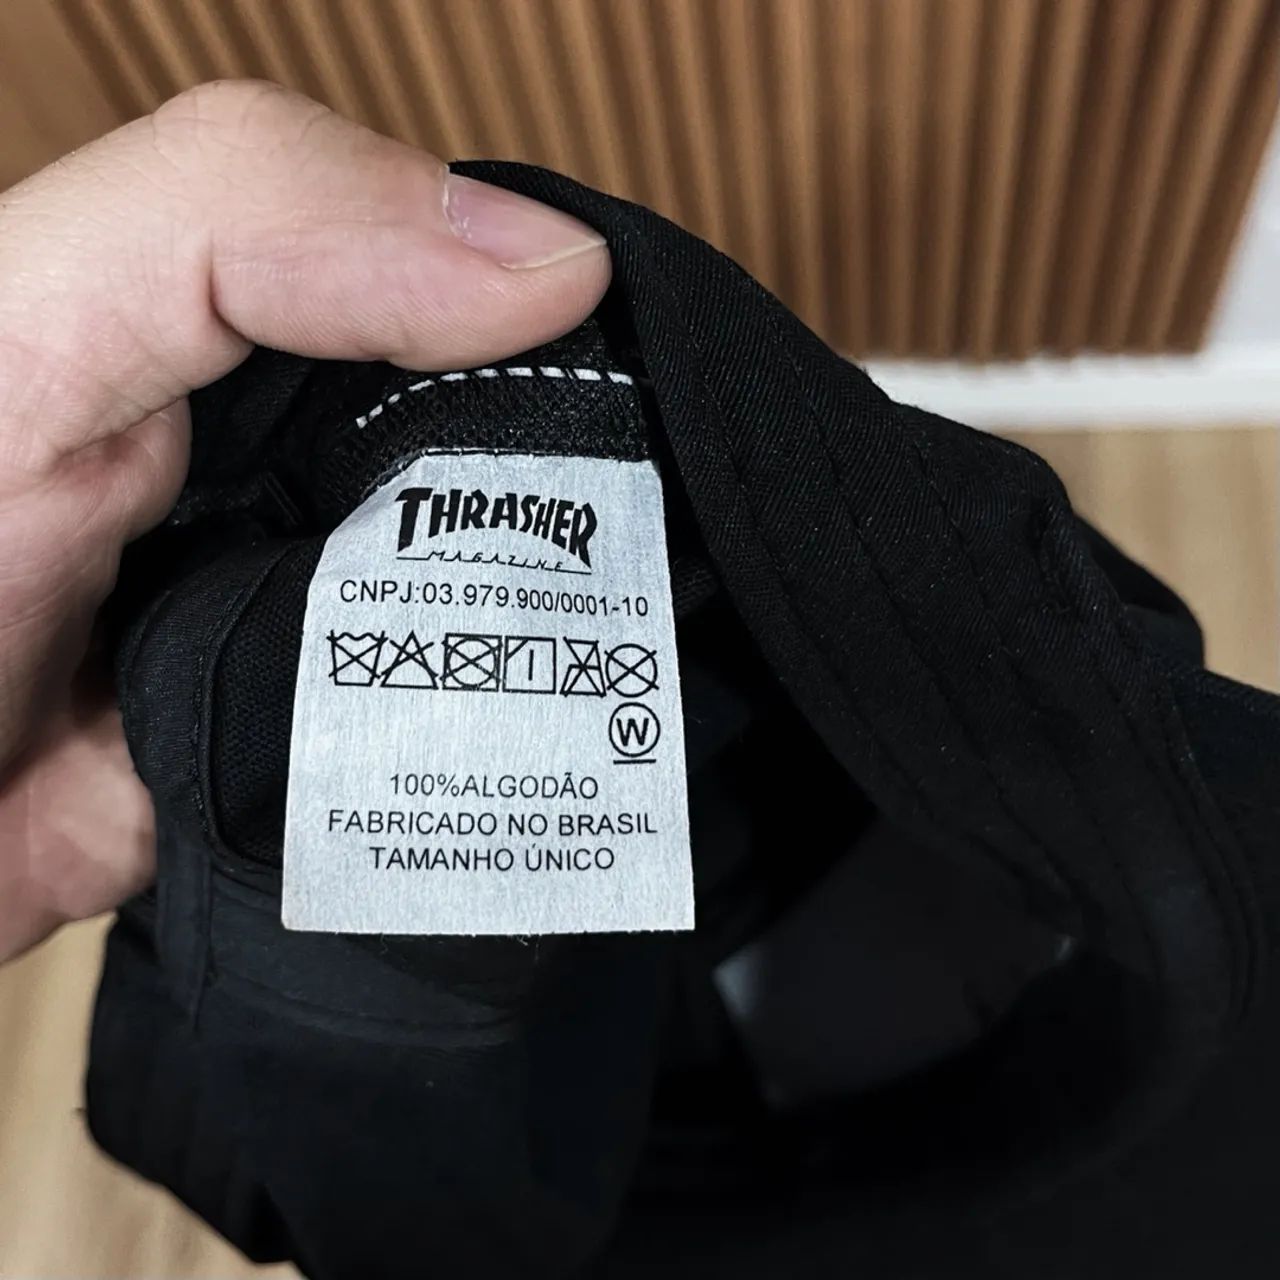 THRASHER
MAGAZINE
CNPJ:03.979.900/0001-10
W
100%ALGODÃO
FABRICADO NO BRASIL
TAMANHO ÚNICO